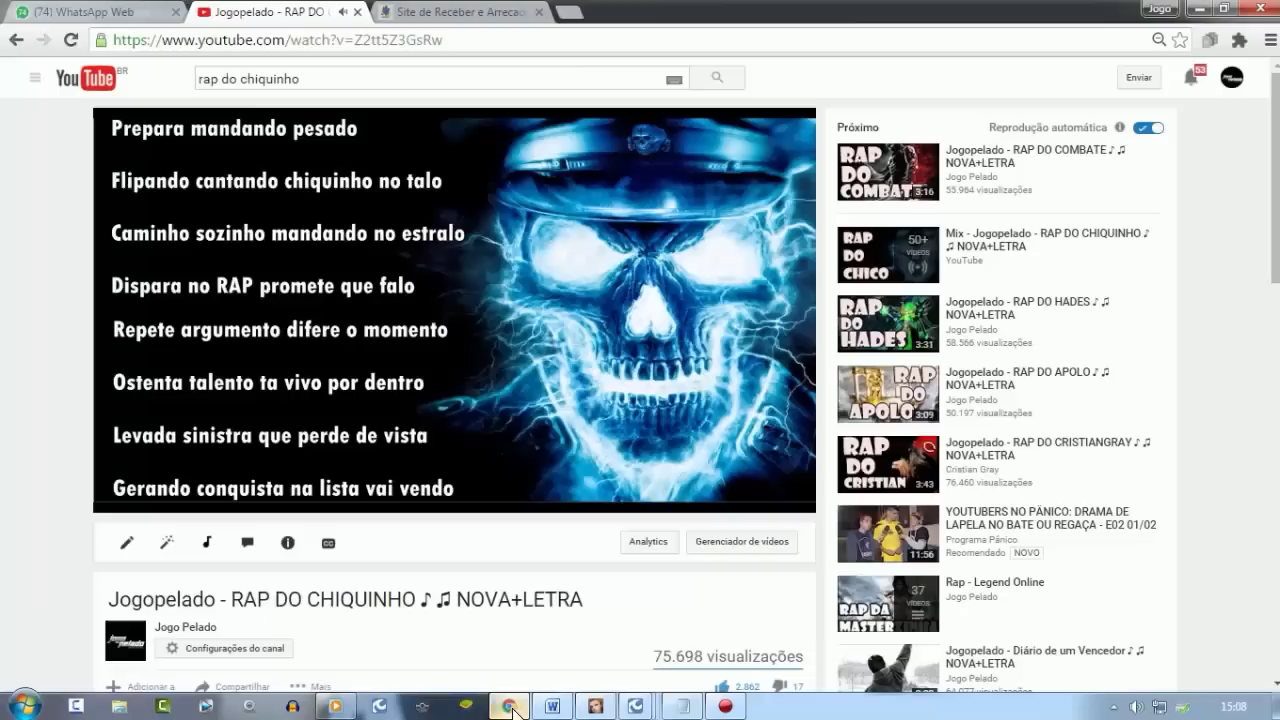 (74) WhatsApp Web
Jogopelado - RAP DO
Site de Receber e Arreca
Jogo
https://www.youtube.com/watch?v=Z2tt5Z3GsRw
YouTube BR
rap do chiquinho
Enviar
53
Prepara mandando pesado
Flipando cantando chiquinho no talo
Caminho sozinho mandando no estralo
Dispara no RAP promete que falo
Repete argumento difere o momento
Ostenta talento ta vivo por dentro
Levada sinistra que perde de vista
Gerando conquista a lista vai vendo
Analytics
Gerenciador de vídeos
Jogopelado - RAP DO CHIQUINHO ♪ ♫ NOVA+LETRA
Jogo Pelado
Configurações do canal
75.698 visualizações
Adicionar a
Compartilhar
Mais
2.862
17
Próximo
Reprodução automática
RAP DO COMBATE
3:16
Jogopelado - RAP DO COMBATE ♪ ♫
NOVA+LETRA
Jogo Pelado
55.964 visualizações
RAP DO CHICO
50+
VÍDEOS
Mix - Jogopelado - RAP DO CHIQUINHO ♪
♫ NOVA+LETRA
YouTube
RAP DO HADES
3:31
Jogopelado - RAP DO HADES ♪ ♫
NOVA+LETRA
Jogo Pelado
58.566 visualizações
RAP DO APOLO
3:09
Jogopelado - RAP DO APOLO ♪ ♫
NOVA+LETRA
Jogo Pelado
50.197 visualizações
RAP DO CRISTIAN
3:43
Jogopelado - RAP DO CRISTIANGRAY ♪ ♫
NOVA+LETRA
Cristian Gray
76.460 visualizações
11:56
YOUTUBERS NO PÂNICO: DRAMA DE
LAPELA NO BATE OU REGAÇA - E02 01/02
Programa Pânico
Recomendado NOVO
RAP DA MASTER
37
VÍDEOS
Rap - Legend Online
Jogo Pelado
Jogopelado - Diário de um Vencedor ♪ ♫
NOVA+LETRA
Jogo Pelado
15:08